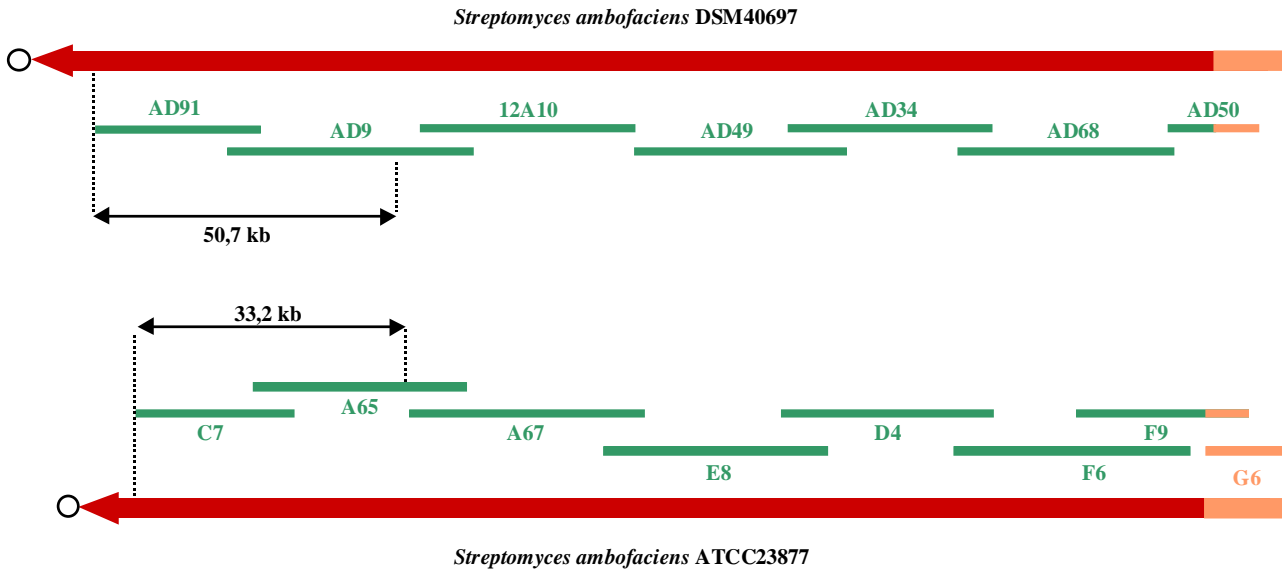 Streptomyces ambofaciens DSM40697
AD91
AD9
12A10
AD49
AD34
AD68
AD50
50,7 kb
33,2 kb
C7
A65
A67
E8
D4
F6
F9
G6
Streptomyces ambofaciens ATCC23877